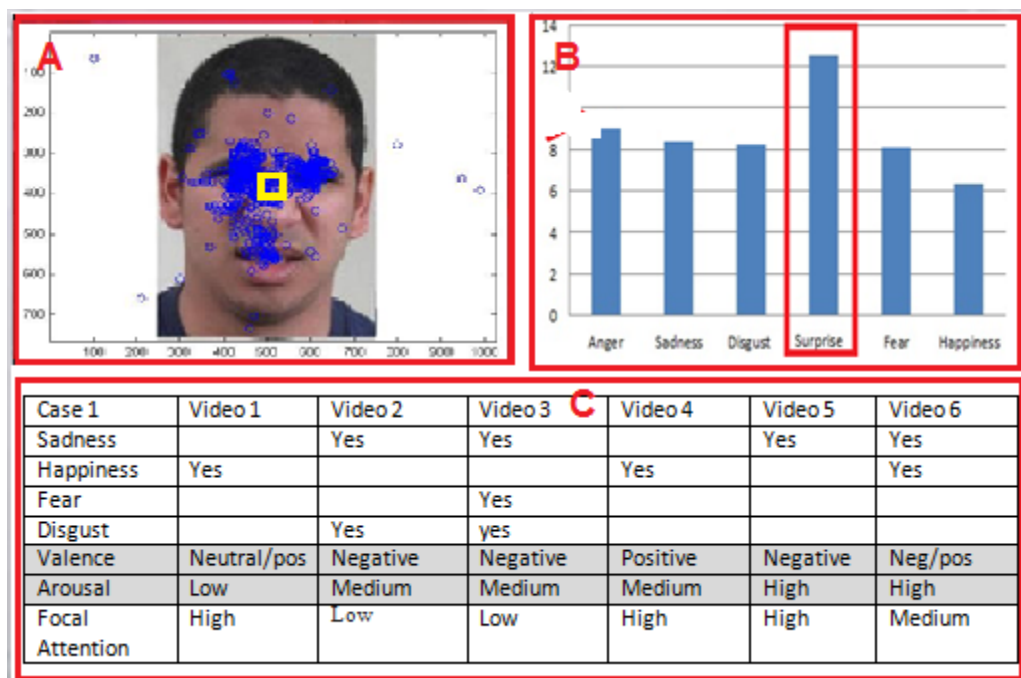 A
100
200
300
400
500
600
700
100 200 300 400 500 600 700 200 900 1000
B
14
12
8
6
4
2
0
Anger Sadness Disgust Surprise Fear Happiness
C
Case 1 Video 1 Video 2 Video 3 Video 4 Video 5 Video 6
Sadness Yes Yes Yes Yes
Happiness Yes Yes Yes
Fear Yes
Disgust Yes yes
Valence Neutral/pos Negative Negative Positive Negative Neg/pos
Arousal Low Medium Medium Medium High High
Focal High Low Low High High Medium
Attention